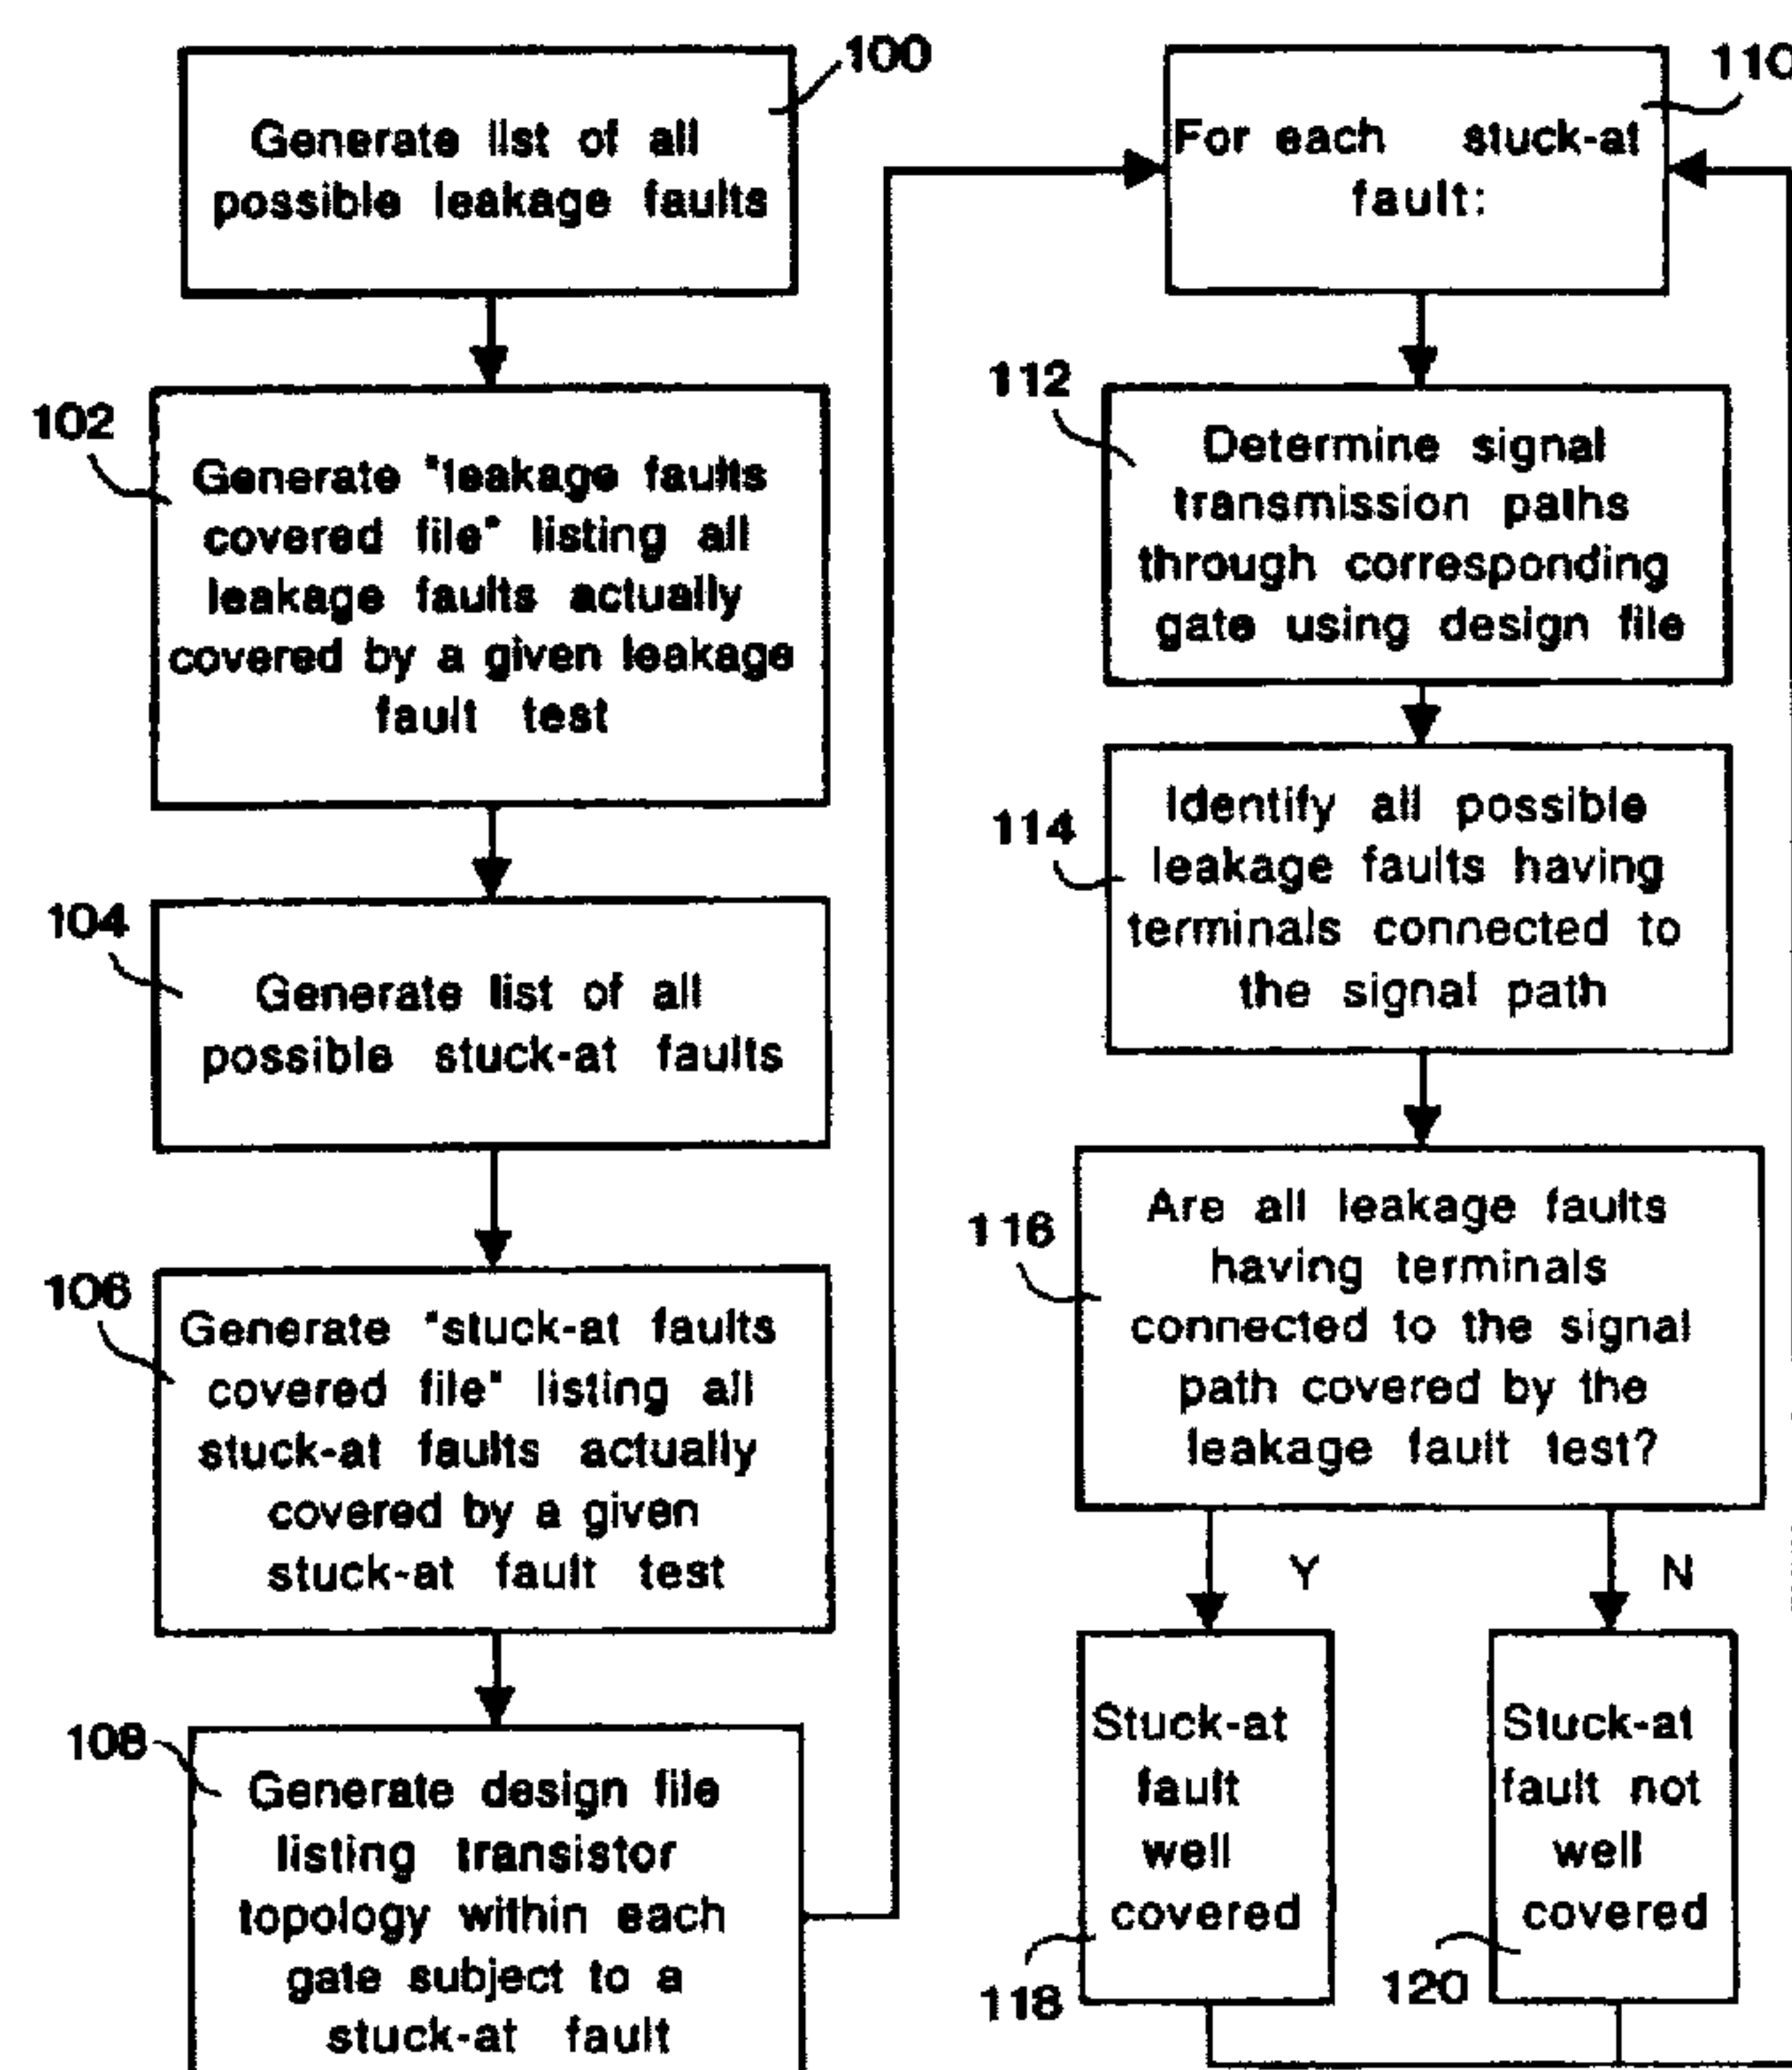 100
Generate list of all
possible leakage faults
102
Generate "leakage faults
covered file" listing all
leakage faults actually
covered by a given leakage
fault test
104
Generate list of all
possible stuck-at faults
106
Generate "stuck-at faults
covered file" listing all
stuck-at faults actually
covered by a given
stuck-at fault test
108
Generate design file
listing transistor
topology within each
gate subject to a
stuck-at fault
110
For each stuck-at
fault:
112
Determine signal
transmission paths
through corresponding
gate using design file
114
Identify all possible
leakage faults having
terminals connected to
the signal path
116
Are all leakage faults
having terminals
connected to the signal
path covered by the
leakage fault test?
Y
N
Stuck-at
fault
well
covered
118
Stuck-at
fault not
well
covered
120